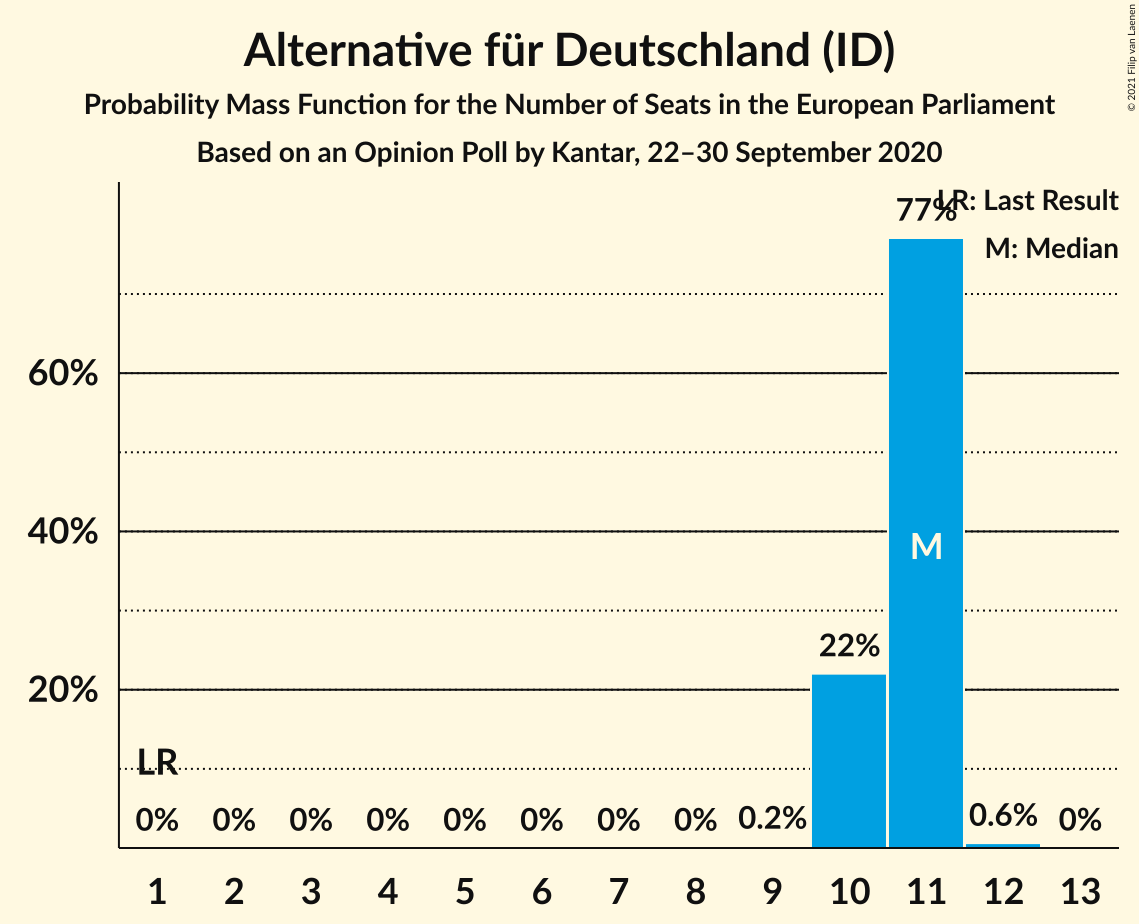 Alternative für Deutschland (ID)
Probability Mass Function for the Number of Seats in the European Parliament
Based on an Opinion Poll by Kantar, 22–30 September 2020
© 2021 Filip van Laenen
LR: Last Result
M: Median
77%
60%
40%
20%
M
22%
LR
0% 0% 0% 0% 0% 0% 0% 0% 0.2% 0.6% 0%
1 2 3 4 5 6 7 8 9 10 11 12 13